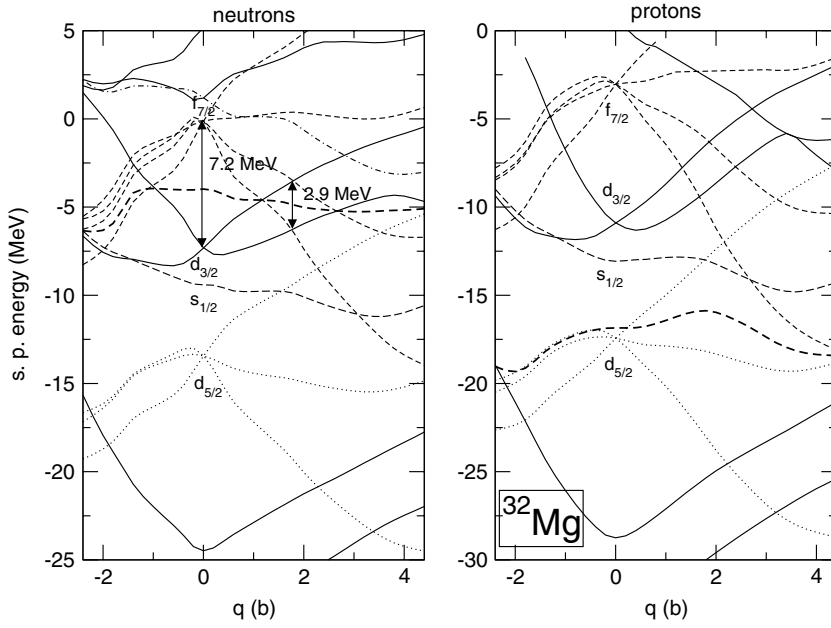 neutrons
protons
s. p. energy (MeV)
5
0
-5
-10
-15
-20
-25
f7/2
7.2 MeV
2.9 MeV
d3/2
s1/2
d5/2
-2
0
2
4
q (b)
0
-5
-10
-15
-20
-25
-30
f7/2
d3/2
s1/2
d5/2
32Mg
-2
0
2
4
q (b)